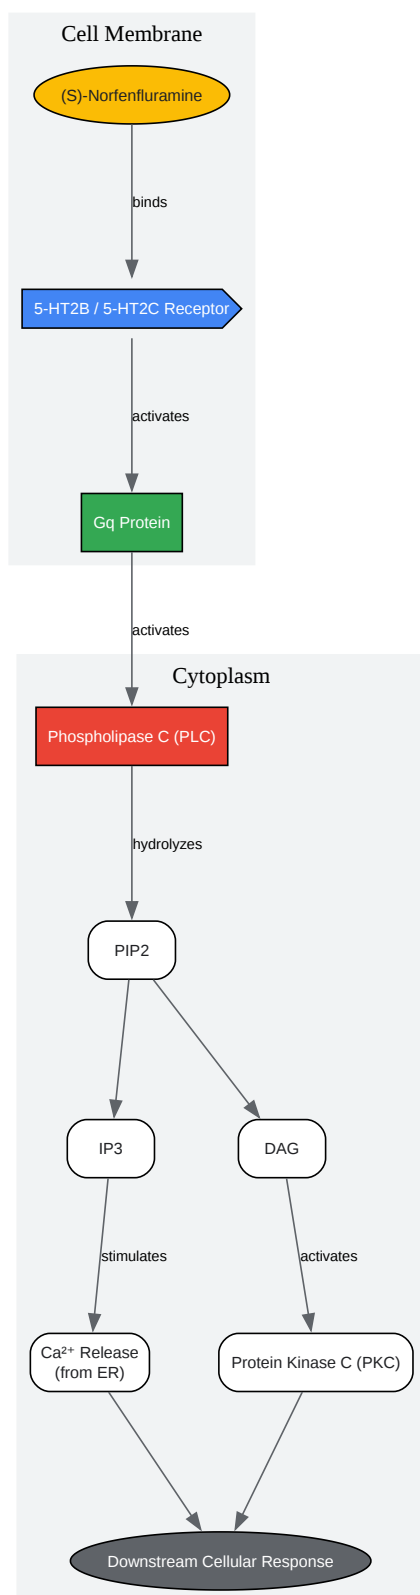 Cell Membrane
(S)-Norfenfluramine
binds
5-HT2B / 5-HT2C Receptor
activates
Gq Protein
activates
Cytoplasm
Phospholipase C (PLC)
hydrolyzes
PIP2
IP3
DAG
stimulates
activates
Ca²⁺ Release
(from ER)
Protein Kinase C (PKC)
Downstream Cellular Response